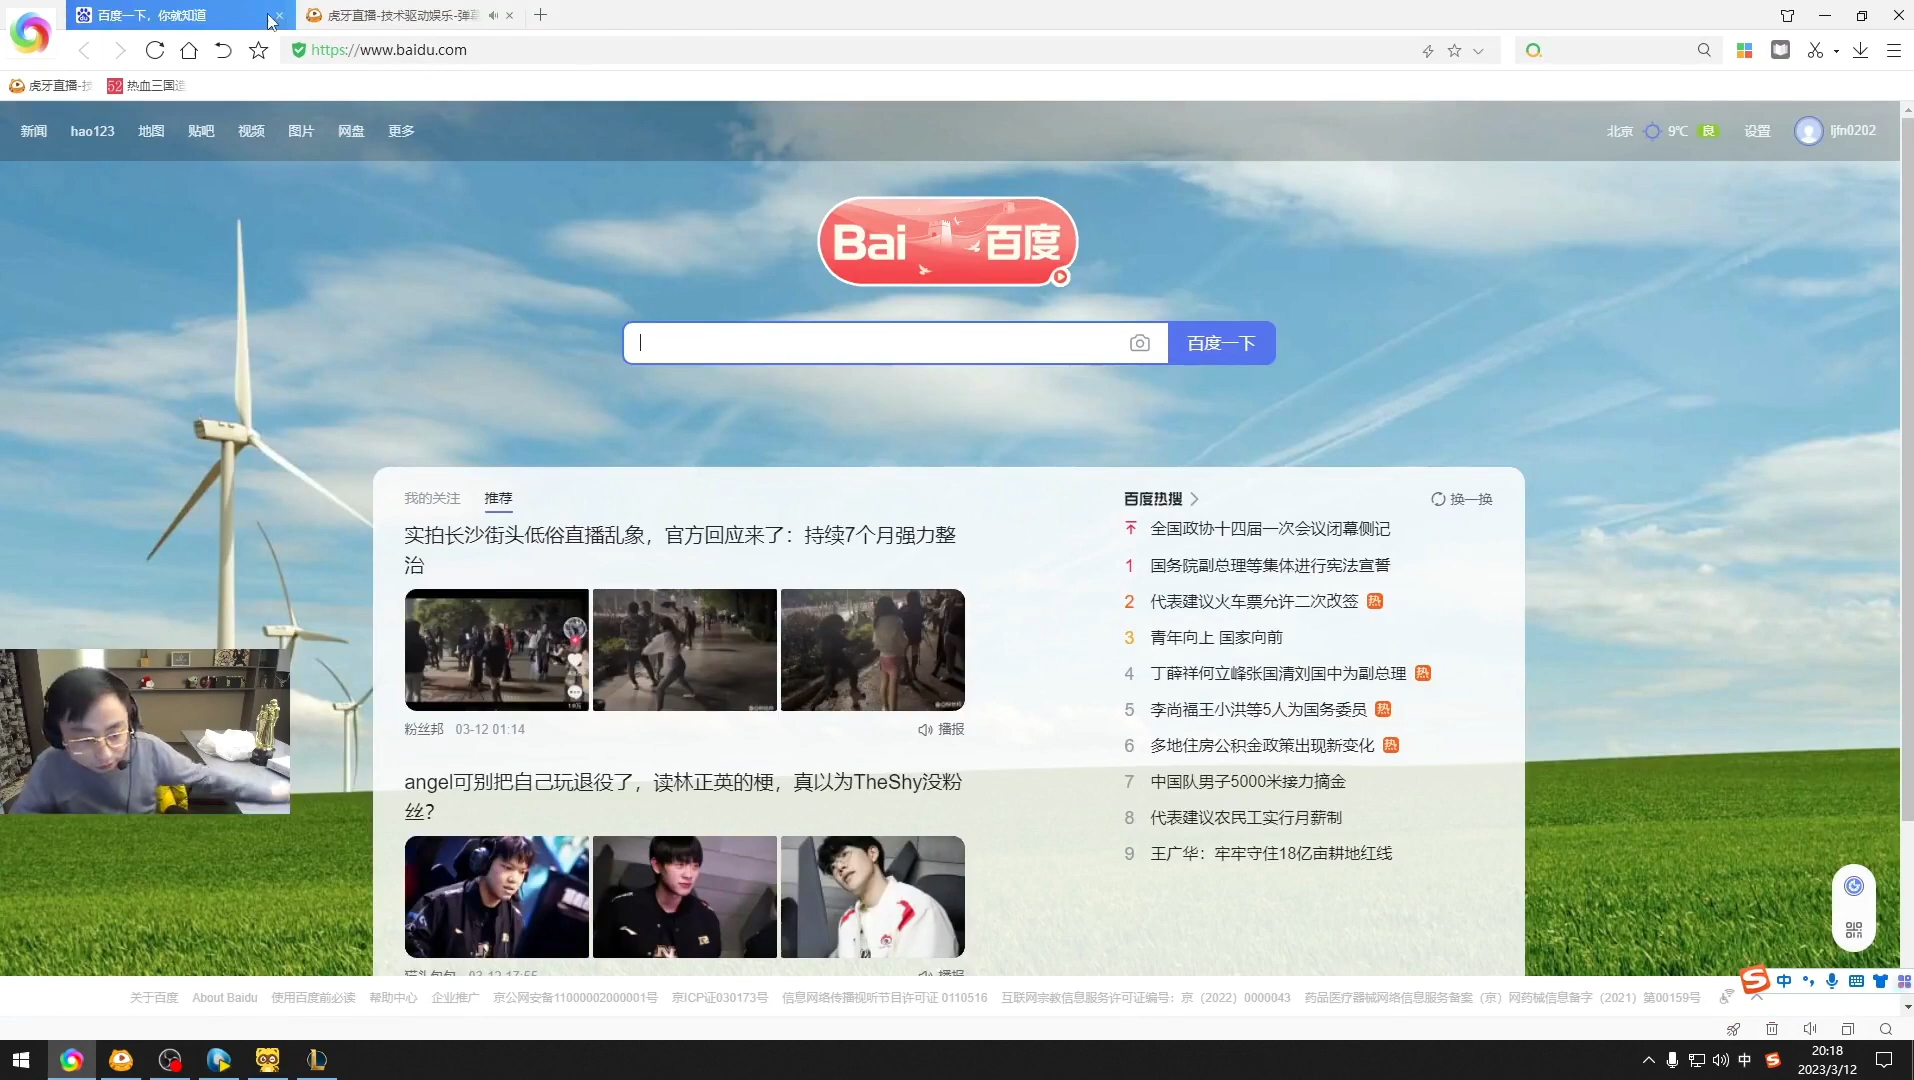 百度一下，你就知道
虎牙直播-技术驱动娱乐-弹幕
https://www.baidu.com
虎牙直播-技
52 热血三国造
新闻 hao123 地图 贴吧 视频 图片 网盘 更多
北京 9℃ 良 设置 ljfn0202
Bai 百度
百度一下
我的关注 推荐
实拍长沙街头低俗直播乱象，官方回应来了：持续7个月强力整
治
粉丝邦 03-12 01:14 播报
angel可别把自己玩退役了，读林正英的梗，真以为TheShy没粉
丝？
03-12 17:55 播报
百度热搜 换一换
全国政协十四届一次会议闭幕侧记
1 国务院副总理等集体进行宪法宣誓
2 代表建议火车票允许二次改签 热
3 青年向上 国家向前
4 丁薛祥何立峰张国清刘国中为副总理 热
5 李尚福王小洪等5人为国务委员 热
6 多地住房公积金政策出现新变化 热
7 中国队男子5000米接力摘金
8 代表建议农民工实行月薪制
9 王广华：牢牢守住18亿亩耕地红线
关于百度 About Baidu 使用百度前必读 帮助中心 企业推广 京公网安备11000002000001号 京ICP证030173号 信息网络传播视听节目许可证 0110516 互联网宗教信息服务许可证编号：京（2022）0000043 药品医疗器械网络信息服务备案（京）网药械信息备字（2021）第00159号
中
中
20:18
2023/3/12